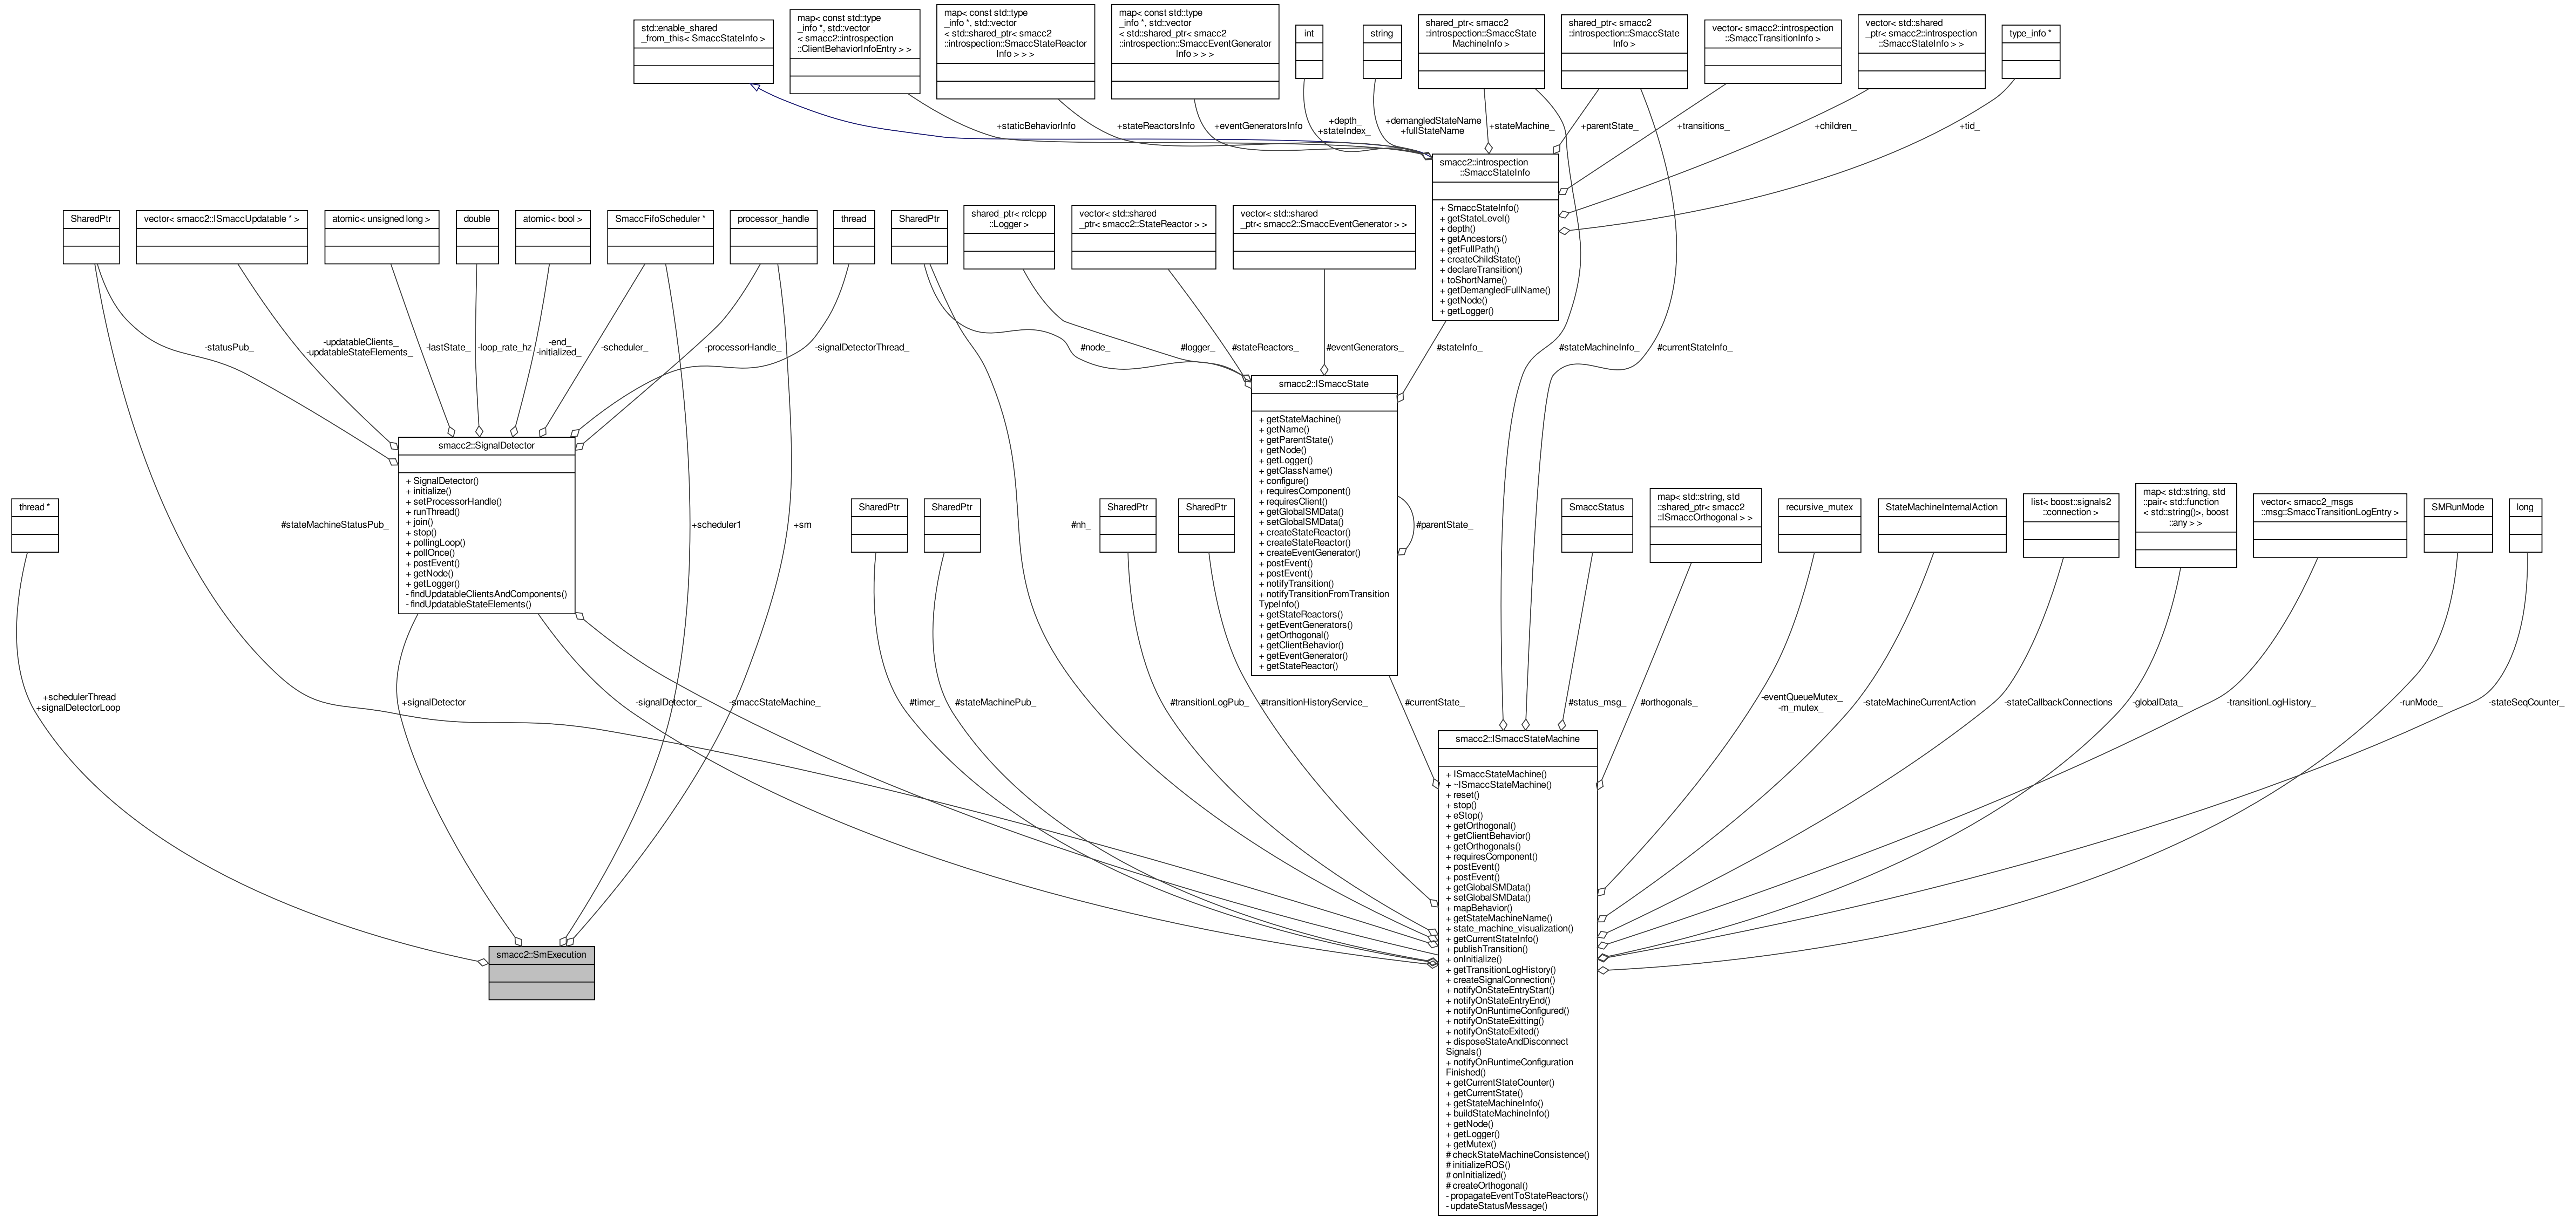 std::enable_shared
_from_this< SmaccStateInfo >
map< const std::type
_info *, std::vector
< smacc2::introspection
::ClientBehaviorInfoEntry > >
map< const std::type
_info *, std::vector
< std::shared_ptr< smacc2
::introspection::SmaccStateReactor
Info > > >
map< const std::type
_info *, std::vector
< std::shared_ptr< smacc2
::introspection::SmaccEventGenerator
Info > > >
int
string
shared_ptr< smacc2
::introspection::SmaccState
MachineInfo >
shared_ptr< smacc2
::introspection::SmaccState
Info >
vector< smacc2::introspection
::SmaccTransitionInfo >
vector< std::shared
_ptr< smacc2::introspection
::SmaccStateInfo > >
type_info *
+staticBehaviorInfo
+stateReactorsInfo
+eventGeneratorsInfo
+depth_
+stateIndex_
+demangledStateName
+fullStateName
+stateMachine_
+parentState_
+transitions_
+children_
+tid_
smacc2::introspection
::SmaccStateInfo
+ SmaccStateInfo()
+ getStateLevel()
+ depth()
+ getAncestors()
+ getFullPath()
+ createChildState()
+ declareTransition()
+ toShortName()
+ getDemangledFullName()
+ getNode()
+ getLogger()
SharedPtr
vector< smacc2::ISmaccUpdatable * >
atomic< unsigned long >
double
atomic< bool >
SmaccFifoScheduler *
processor_handle
thread
SharedPtr
shared_ptr< rclcpp
::Logger >
vector< std::shared
_ptr< smacc2::StateReactor > >
vector< std::shared
_ptr< smacc2::SmaccEventGenerator > >
-statusPub_
-updatableClients_
-updatableStateElements_
-lastState_
-loop_rate_hz
-end_
-initialized_
-scheduler_
-processorHandle_
-signalDetectorThread_
#node_
#logger_
#stateReactors_
#eventGenerators_
#stateInfo_
#stateMachineInfo_
#currentStateInfo_
smacc2::SignalDetector
+ SignalDetector()
+ initialize()
+ setProcessorHandle()
+ runThread()
+ join()
+ stop()
+ pollingLoop()
+ pollOnce()
+ postEvent()
+ getNode()
+ getLogger()
- findUpdatableClientsAndComponents()
- findUpdatableStateElements()
smacc2::ISmaccState
+ getStateMachine()
+ getName()
+ getParentState()
+ getNode()
+ getLogger()
+ getClassName()
+ configure()
+ requiresComponent()
+ requiresClient()
+ getGlobalSMData()
+ setGlobalSMData()
+ createStateReactor()
+ createStateReactor()
+ createEventGenerator()
+ postEvent()
+ postEvent()
+ notifyTransition()
+ notifyTransitionFromTransition
TypeInfo()
+ getStateReactors()
+ getEventGenerators()
+ getOrthogonal()
+ getClientBehavior()
+ getEventGenerator()
+ getStateReactor()
#parentState_
thread *
#stateMachineStatusPub_
+scheduler1
+sm
SharedPtr
SharedPtr
#nh_
SharedPtr
SharedPtr
SmaccStatus
map< std::string, std
::shared_ptr< smacc2
::ISmaccOrthogonal > >
recursive_mutex
StateMachineInternalAction
list< boost::signals2
::connection >
map< std::string, std
::pair< std::function
< std::string()>, boost
::any > >
vector< smacc2_msgs
::msg::SmaccTransitionLogEntry >
SMRunMode
long
+schedulerThread
+signalDetectorLoop
+signalDetector
-signalDetector_
-smaccStateMachine_
#timer_
#stateMachinePub_
#transitionLogPub_
#transitionHistoryService_
#currentState_
#status_msg_
#orthogonals_
-eventQueueMutex_
-m_mutex_
-stateMachineCurrentAction
-stateCallbackConnections
-globalData_
-transitionLogHistory_
-runMode_
-stateSeqCounter_
smacc2::SmExecution
smacc2::ISmaccStateMachine
+ ISmaccStateMachine()
+ ~ISmaccStateMachine()
+ reset()
+ stop()
+ eStop()
+ getOrthogonal()
+ getClientBehavior()
+ getOrthogonals()
+ requiresComponent()
+ postEvent()
+ postEvent()
+ getGlobalSMData()
+ setGlobalSMData()
+ mapBehavior()
+ getStateMachineName()
+ state_machine_visualization()
+ getCurrentStateInfo()
+ publishTransition()
+ onInitialize()
+ getTransitionLogHistory()
+ createSignalConnection()
+ notifyOnStateEntryStart()
+ notifyOnStateEntryEnd()
+ notifyOnRuntimeConfigured()
+ notifyOnStateExitting()
+ notifyOnStateExited()
+ disposeStateAndDisconnect
Signals()
+ notifyOnRuntimeConfiguration
Finished()
+ getCurrentStateCounter()
+ getCurrentState()
+ getStateMachineInfo()
+ buildStateMachineInfo()
+ getNode()
+ getLogger()
+ getMutex()
# checkStateMachineConsistence()
# initializeROS()
# onInitialized()
# createOrthogonal()
- propagateEventToStateReactors()
- updateStatusMessage()